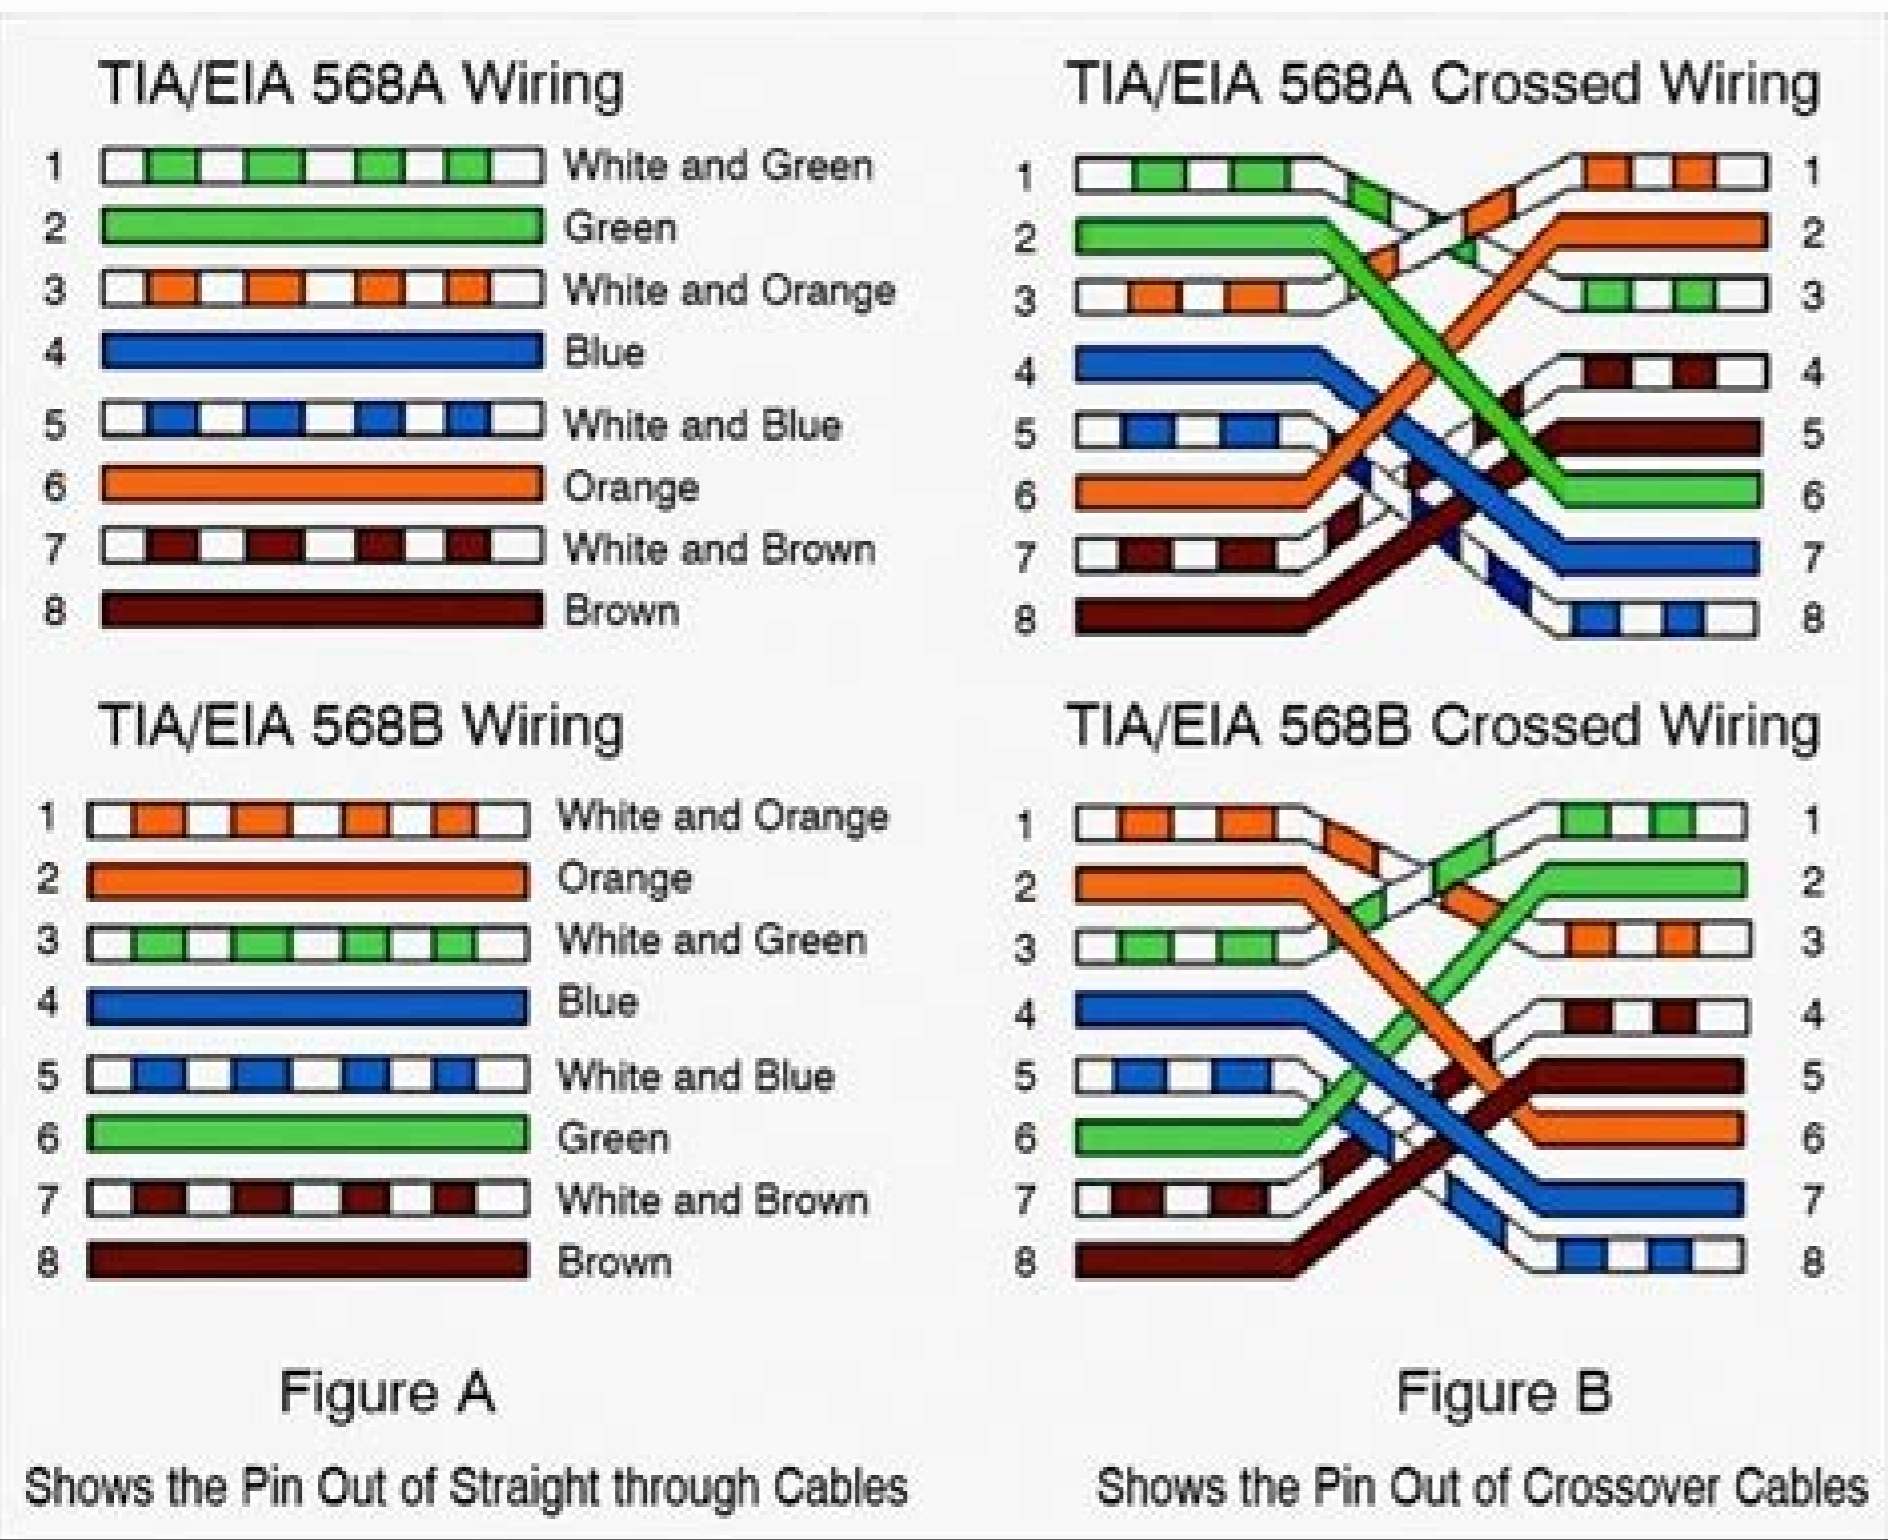 TIA/EIA 568A Wiring
1 White and Green
2 Green
3 White and Orange
4 Blue
5 White and Blue
6 Orange
7 White and Brown
8 Brown
TIA/EIA 568A Crossed Wiring
1 1
2 2
3 3
4 4
5 5
6 6
7 7
8 8
TIA/EIA 568B Wiring
1 White and Orange
2 Orange
3 White and Green
4 Blue
5 White and Blue
6 Green
7 White and Brown
8 Brown
TIA/EIA 568B Crossed Wiring
1 1
2 2
3 3
4 4
5 5
6 6
7 7
8 8
Figure A
Shows the Pin Out of Straight through Cables
Figure B
Shows the Pin Out of Crossover Cables